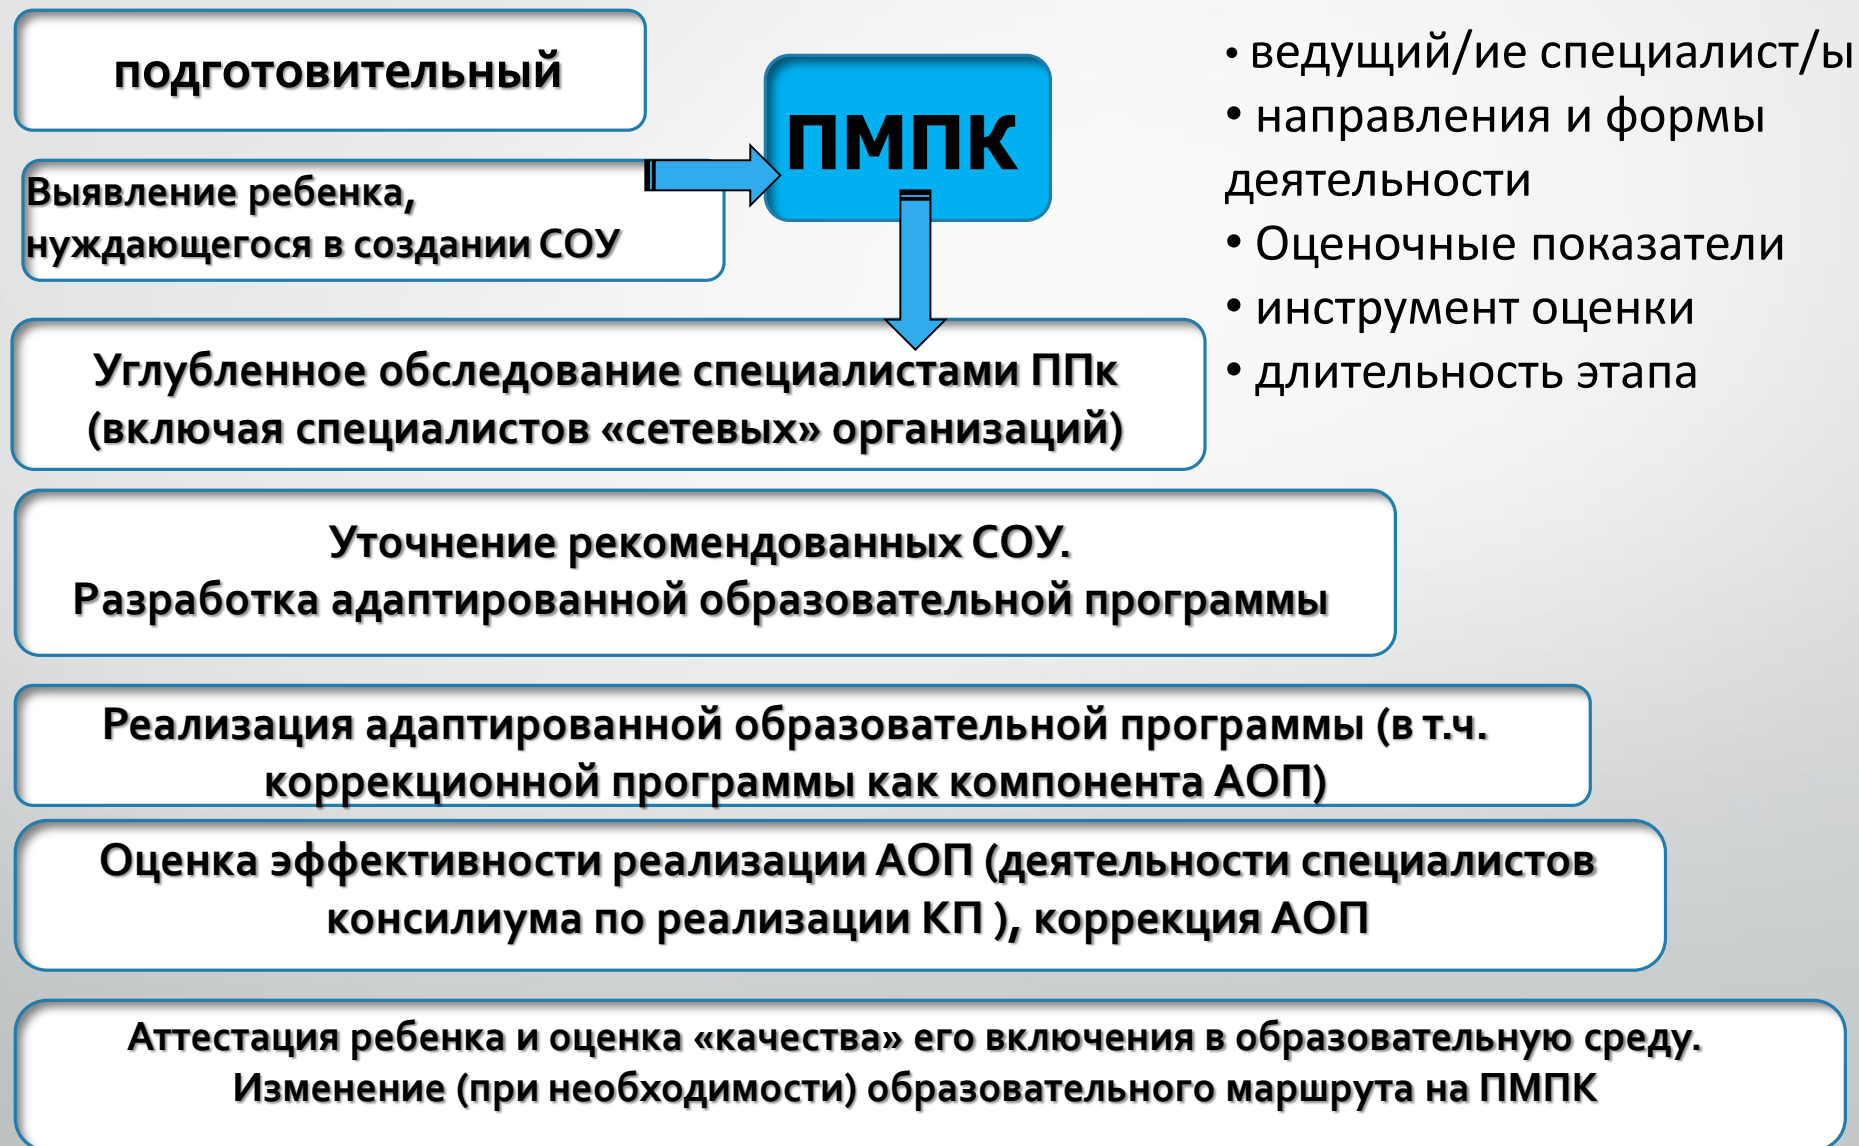 подготовительный
ПМПК
Выявление ребенка,
нуждающегося в создании СОУ
• ведущий/ие специалист/ы
• направления и формы
деятельности
• Оценочные показатели
• инструмент оценки
• длительность этапа
Углубленное обследование специалистами ППк
(включая специалистов «сетевых» организаций)
Уточнение рекомендованных СОУ.
Разработка адаптированной образовательной программы
Реализация адаптированной образовательной программы (в т.ч.
коррекционной программы как компонента АОП)
Оценка эффективности реализации АОП (деятельности специалистов
консилиума по реализации КП ), коррекция АОП
Аттестация ребенка и оценка «качества» его включения в образовательную среду.
Изменение (при необходимости) образовательного маршрута на ПМПК